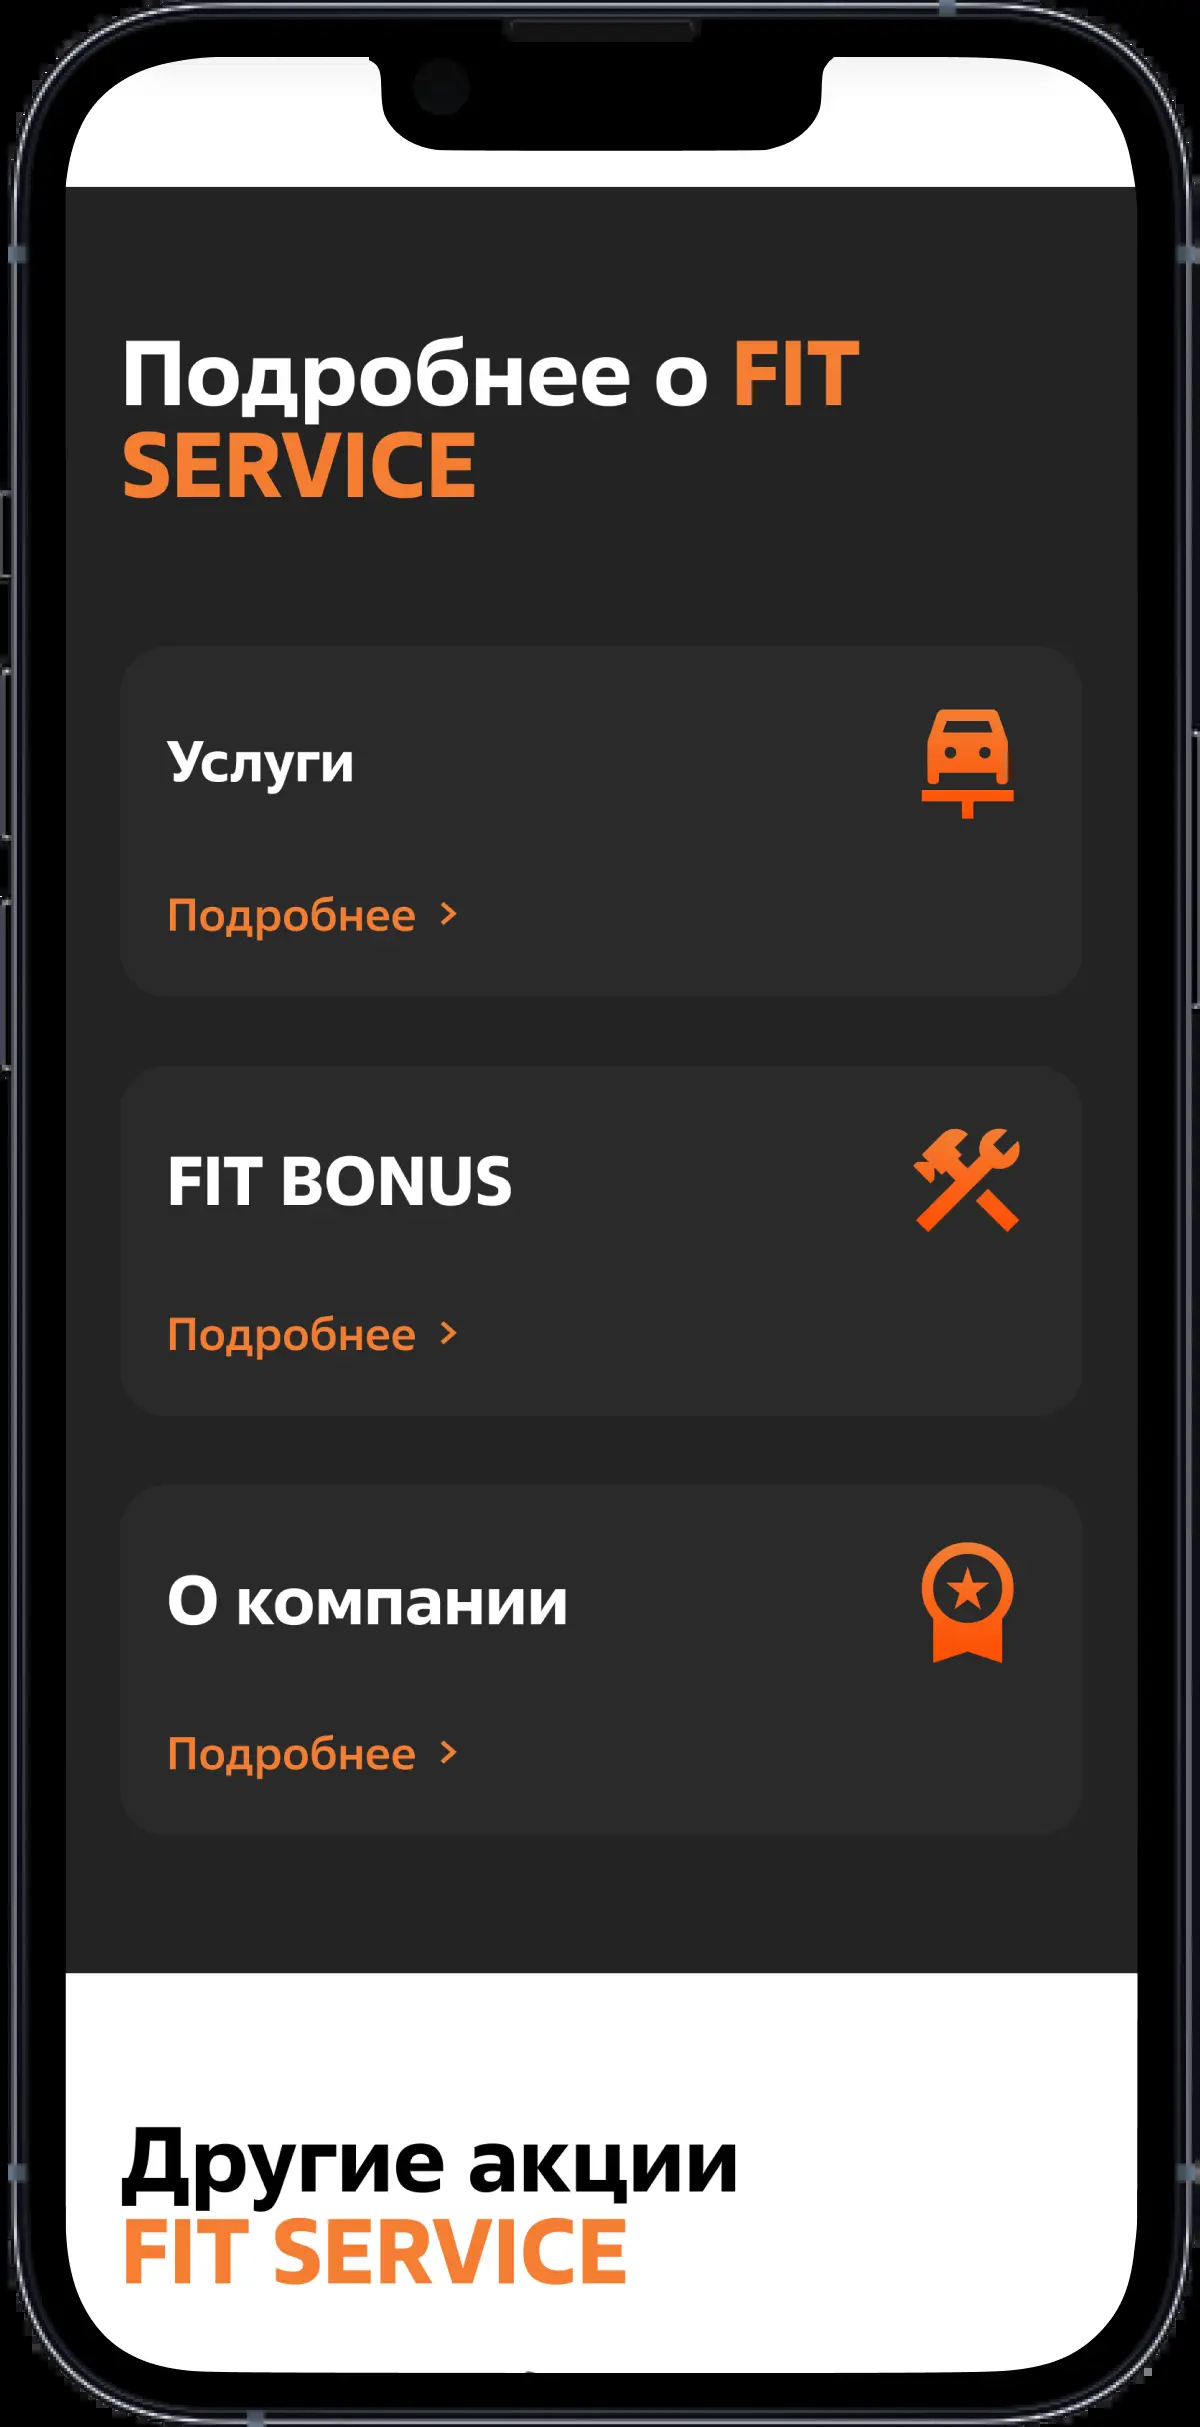 Подробнее о FIT
SERVICE
Услуги
Подробнее >
FIT BONUS
Подробнее >
О компании
Подробнее >
Другие акции
FIT SERVICE